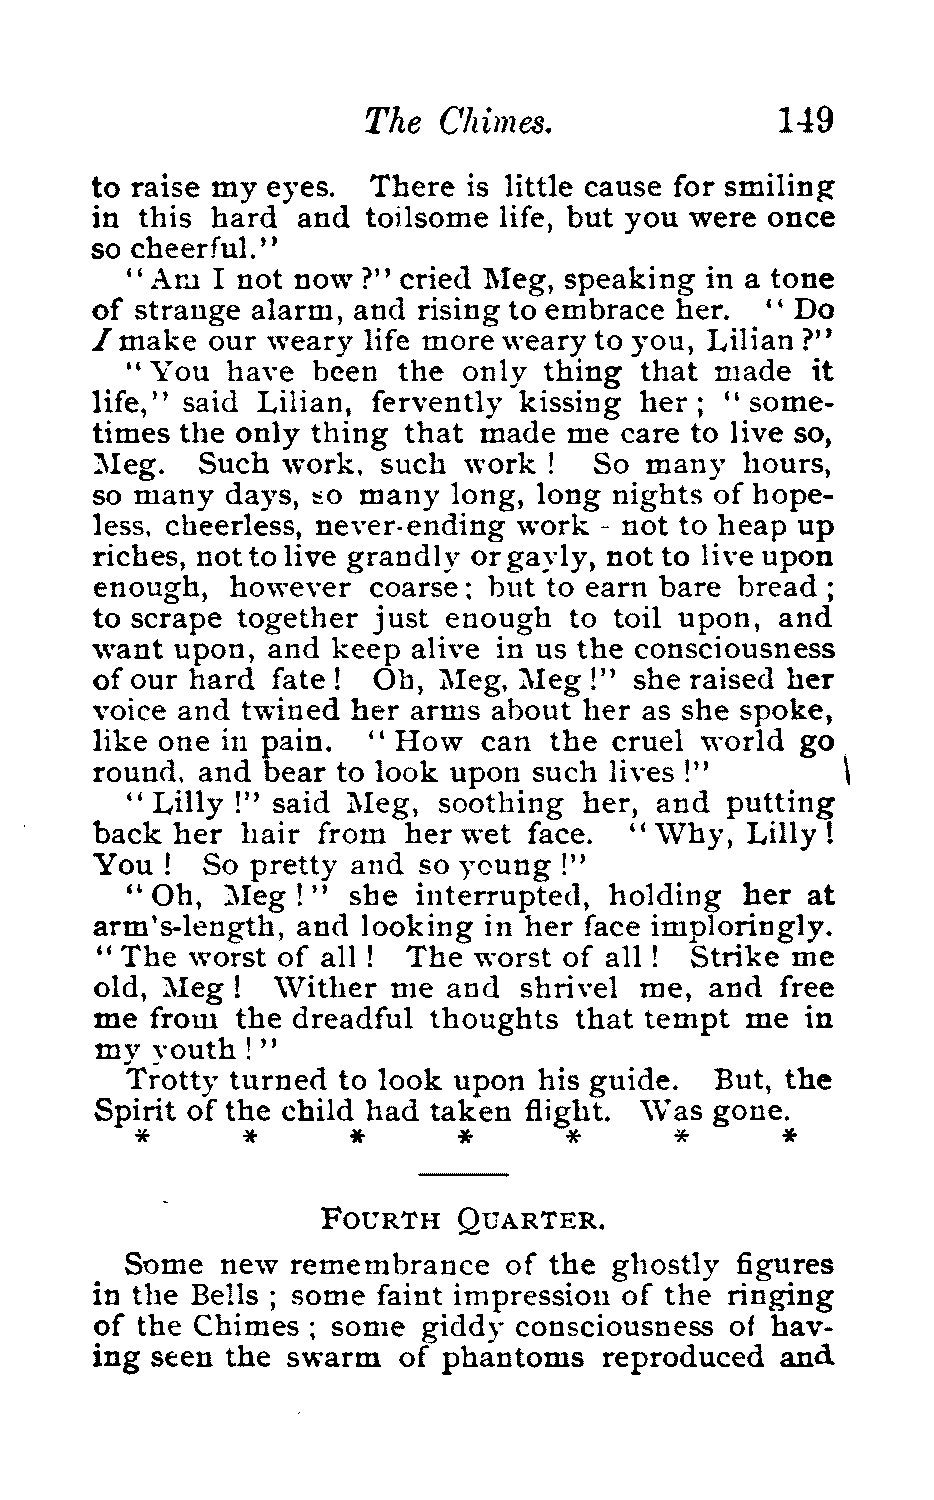 The Chimes. 149
to raise my eyes. There is little cause for smiling
in this hard and toilsome life, but you were once
so cheerful."
"Am I not now?" cried Meg, speaking in a tone
of strange alarm, and rising to embrace her. "Do
I make our weary life more weary to you, Lilian?"
"You have been the only thing that made it
life," said Lilian, fervently kissing her; "some-
times the only thing that made me care to live so,
Meg. Such work, such work! So many hours,
so many days, so many long, long nights of hope-
less, cheerless, never-ending work - not to heap up
riches, not to live grandly or gayly, not to live upon
enough, however coarse; but to earn bare bread;
to scrape together just enough to toil upon, and
want upon, and keep alive in us the consciousness
of our hard fate! Oh, Meg, Meg!" she raised her
voice and twined her arms about her as she spoke,
like one in pain. "How can the cruel world go
round, and bear to look upon such lives!"
"Lilly!" said Meg, soothing her, and putting
back her hair from her wet face. "Why, Lilly!
You! So pretty and so young!"
"Oh, Meg!" she interrupted, holding her at
arm's-length, and looking in her face imploringly.
"The worst of all! The worst of all! Strike me
old, Meg! Wither me and shrivel me, and free
me from the dreadful thoughts that tempt me in
my youth!"
Trotty turned to look upon his guide. But, the
Spirit of the child had taken flight. Was gone.
* * * * * * *
FOURTH QUARTER.
Some new remembrance of the ghostly figures
in the Bells; some faint impression of the ringing
of the Chimes; some giddy consciousness of hav-
ing seen the swarm of phantoms reproduced and